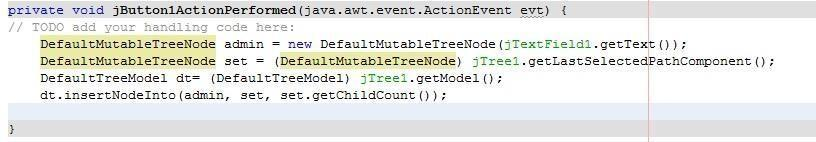 private void jButton1ActionPerformed(java.awt.event.ActionEvent evt) {
// TODO add your handling code here:
DefaultMutableTreeNode admin = new DefaultMutableTreeNode(jTextField1.getText());
DefaultMutableTreeNode set = (DefaultMutableTreeNode) jTree1.getLastSelectedPathComponent();
DefaultTreeModel dt= (DefaultTreeModel) jTree1.getModel();
dt.insertNodeInto(admin, set, set.getChildCount());
}